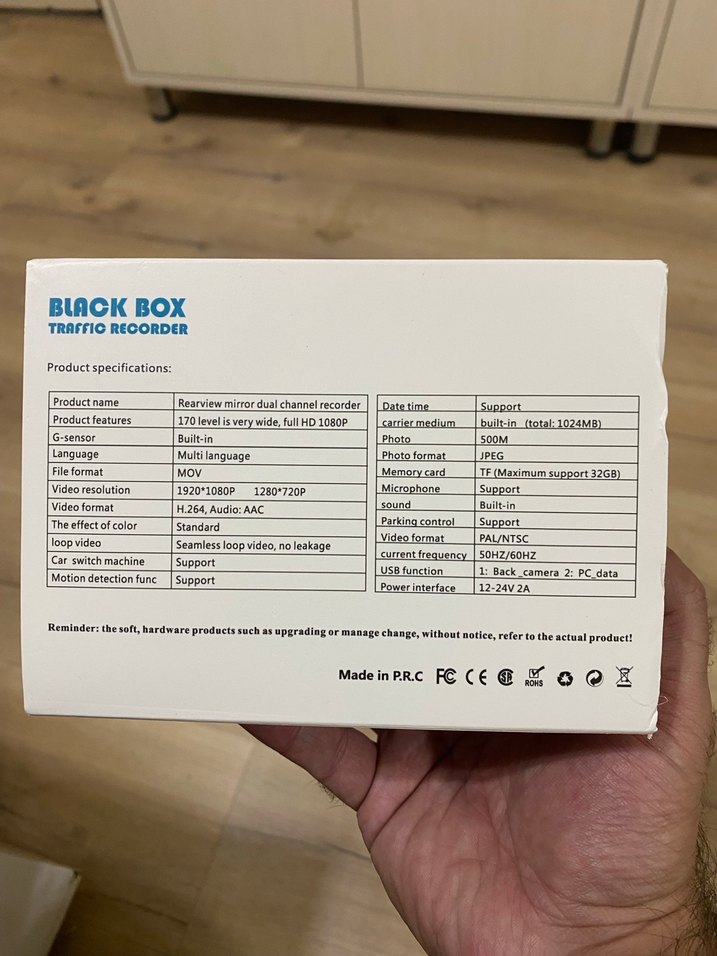 BLACK BOX
TRAFFIC RECORDER
Product specifications:
Product name Rearview mirror dual channel recorder
Product features 170 level is very wide, full HD 1080P
G-sensor Built-in
Language Multi language
File format MOV
Video resolution 1920*1080P 1280*720P
Video format H.264, Audio: AAC
The effect of color Standard
loop video Seamless loop video, no leakage
Car switch machine Support
Motion detection func Support
Date time Support
carrier medium built-in (total: 1024MB)
Photo 500M
Photo format JPEG
Memory card TF (Maximum support 32GB)
Microphone Support
sound Built-in
Parking control Support
Video format PAL/NTSC
current frequency 50HZ/60HZ
USB function 1: Back_camera 2: PC_data
Power interface 12-24V 2A
Reminder: the soft, hardware products such as upgrading or manage change, without notice, refer to the actual product!
Made in P.R.C FC CE SR ROHS